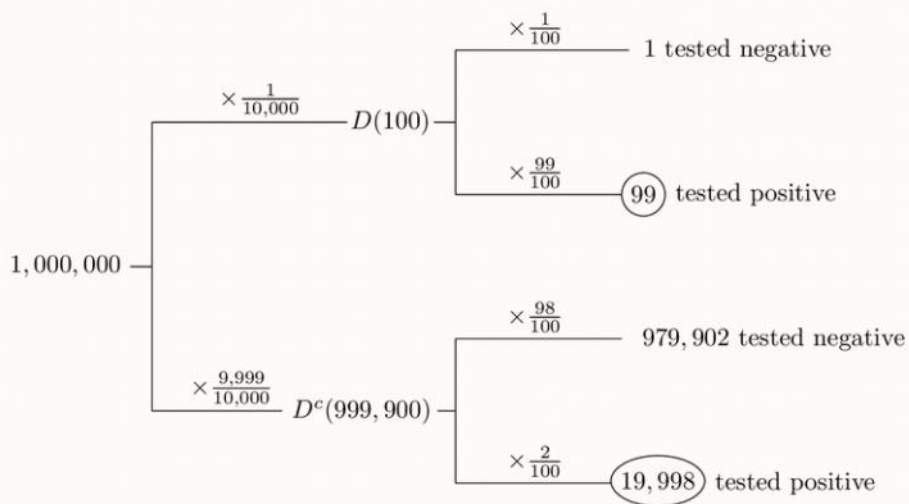 × 1/100
1 tested negative
× 1/10,000
D(100)
× 99/100
99 tested positive
1,000,000
× 98/100
979,902 tested negative
× 9,999/10,000
Dᶜ(999,900)
× 2/100
19,998 tested positive